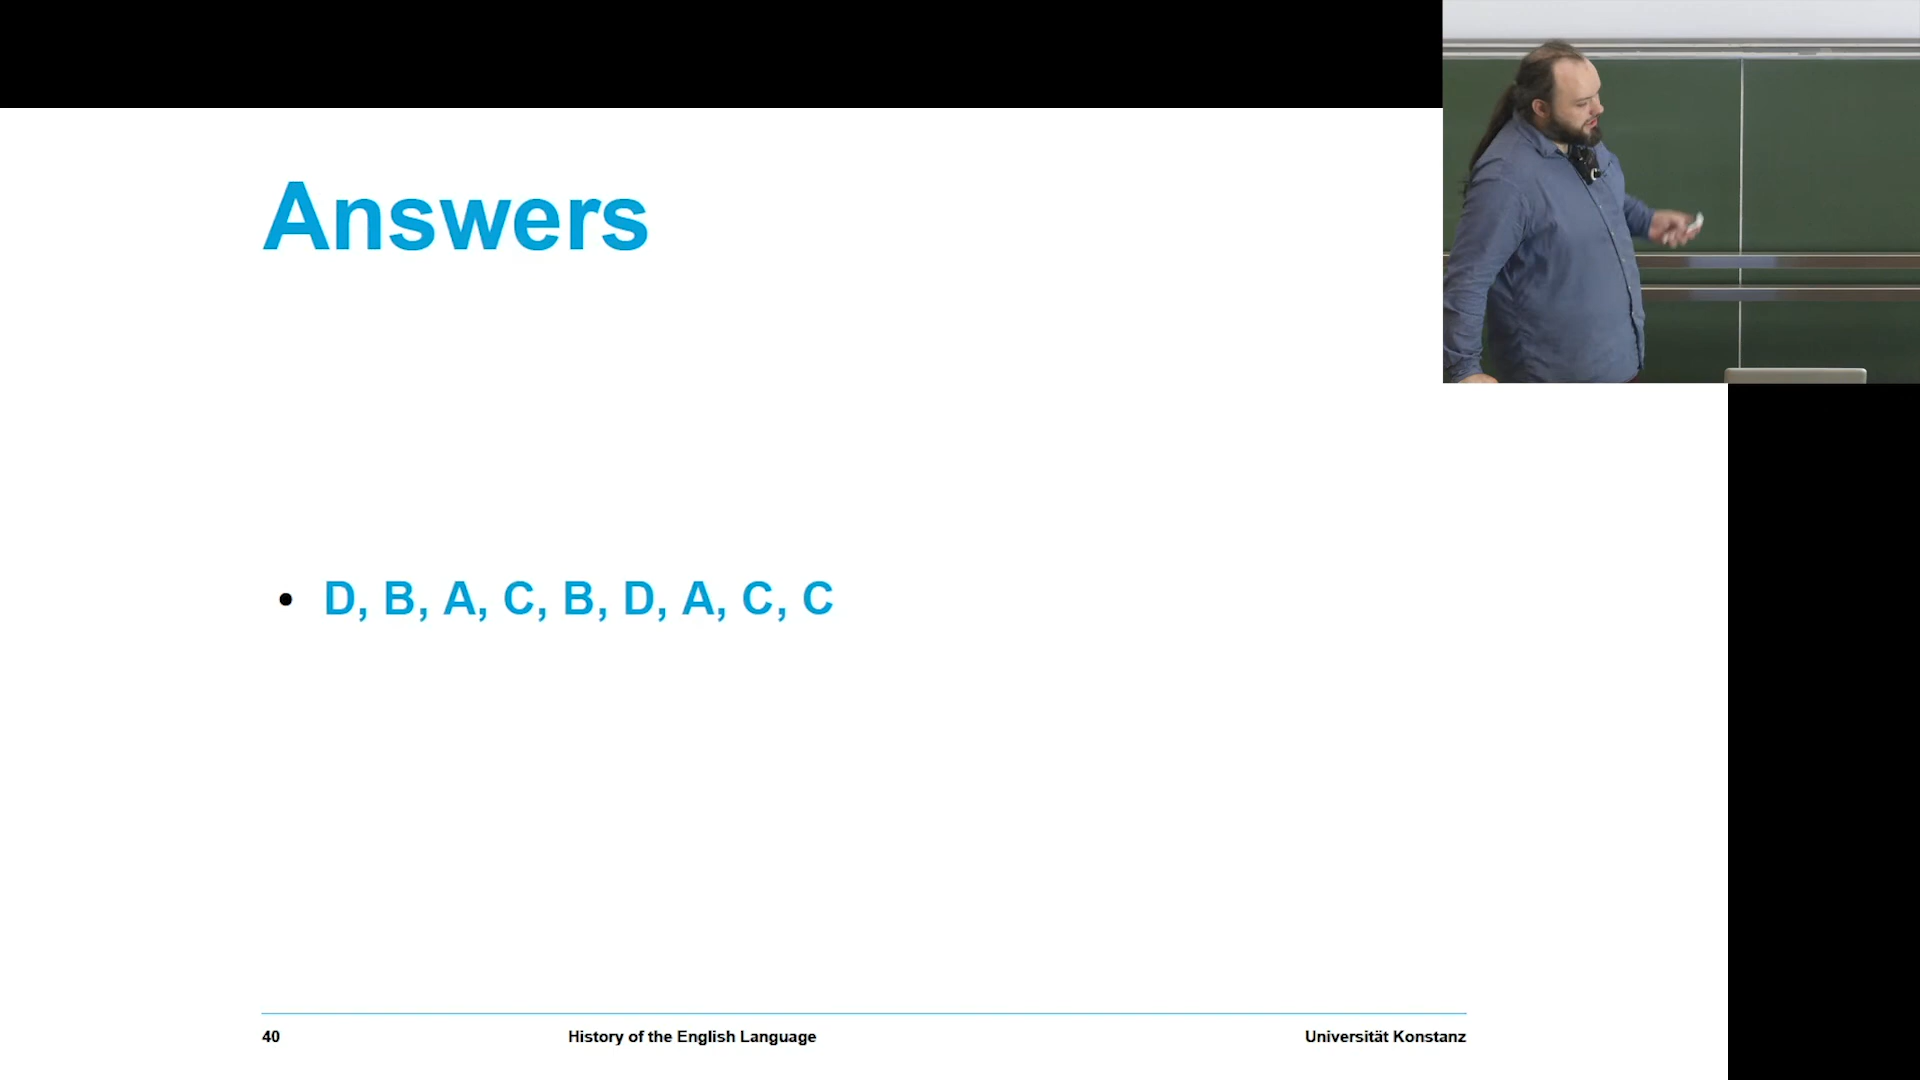 Answers
• D, B, A, C, B, D, A, C, C
40 History of the English Language Universität Konstanz